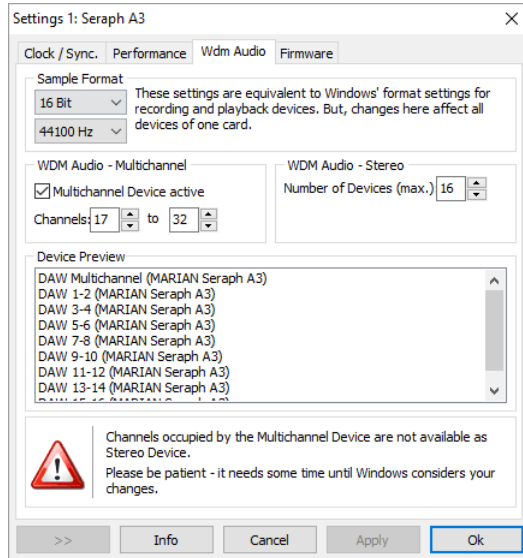 Settings 1: Seraph A3
Clock / Sync.
Performance
Wdm Audio
Firmware
Sample Format
16 Bit
44100 Hz
These settings are equivalent to Windows' format settings for
recording and playback devices. But, changes here affect all
devices of one card.
WDM Audio - Multichannel
Multichannel Device active
Channels: 17 to 32
WDM Audio - Stereo
Number of Devices (max.) 16
Device Preview
DAW Multichannel (MARIAN Seraph A3)
DAW 1-2 (MARIAN Seraph A3)
DAW 3-4 (MARIAN Seraph A3)
DAW 5-6 (MARIAN Seraph A3)
DAW 7-8 (MARIAN Seraph A3)
DAW 9-10 (MARIAN Seraph A3)
DAW 11-12 (MARIAN Seraph A3)
DAW 13-14 (MARIAN Seraph A3)
DAW 15-16 (MARIAN Seraph A3)
Channels occupied by the Multichannel Device are not available as
Stereo Device.
Please be patient - it needs some time until Windows considers your
changes.
>>
Info
Cancel
Apply
Ok